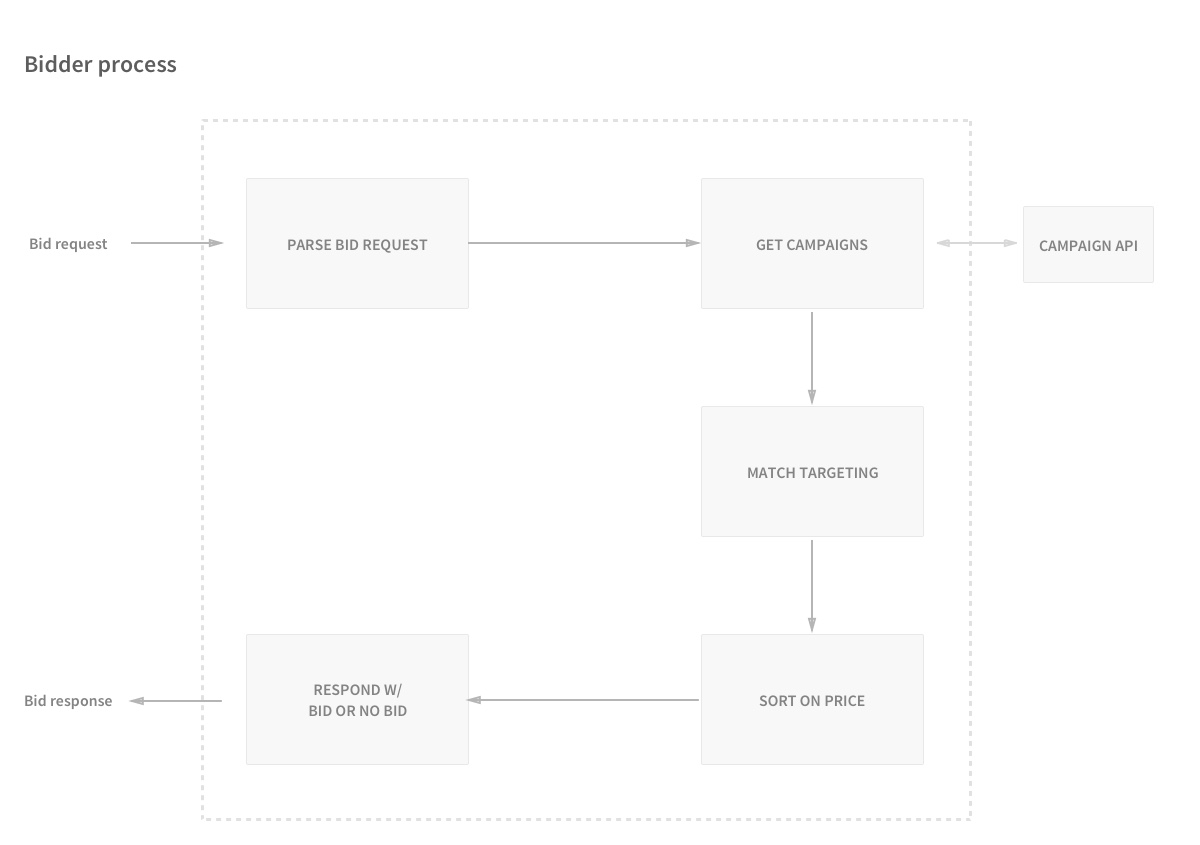 Bidder process
Bid request
PARSE BID REQUEST
GET CAMPAIGNS
CAMPAIGN API
MATCH TARGETING
Bid response
RESPOND W/
BID OR NO BID
SORT ON PRICE